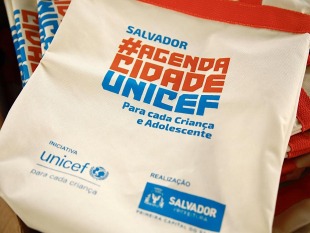 SALVADOR
#AGENDA
CIDADE
UNICEF
Para cada Criança
e Adolescente
INICIATIVA
unicef
para cada criança
REALIZAÇÃO
SALVADOR
PREFEITURA
PRIMEIRA CAPITAL DO BRASIL